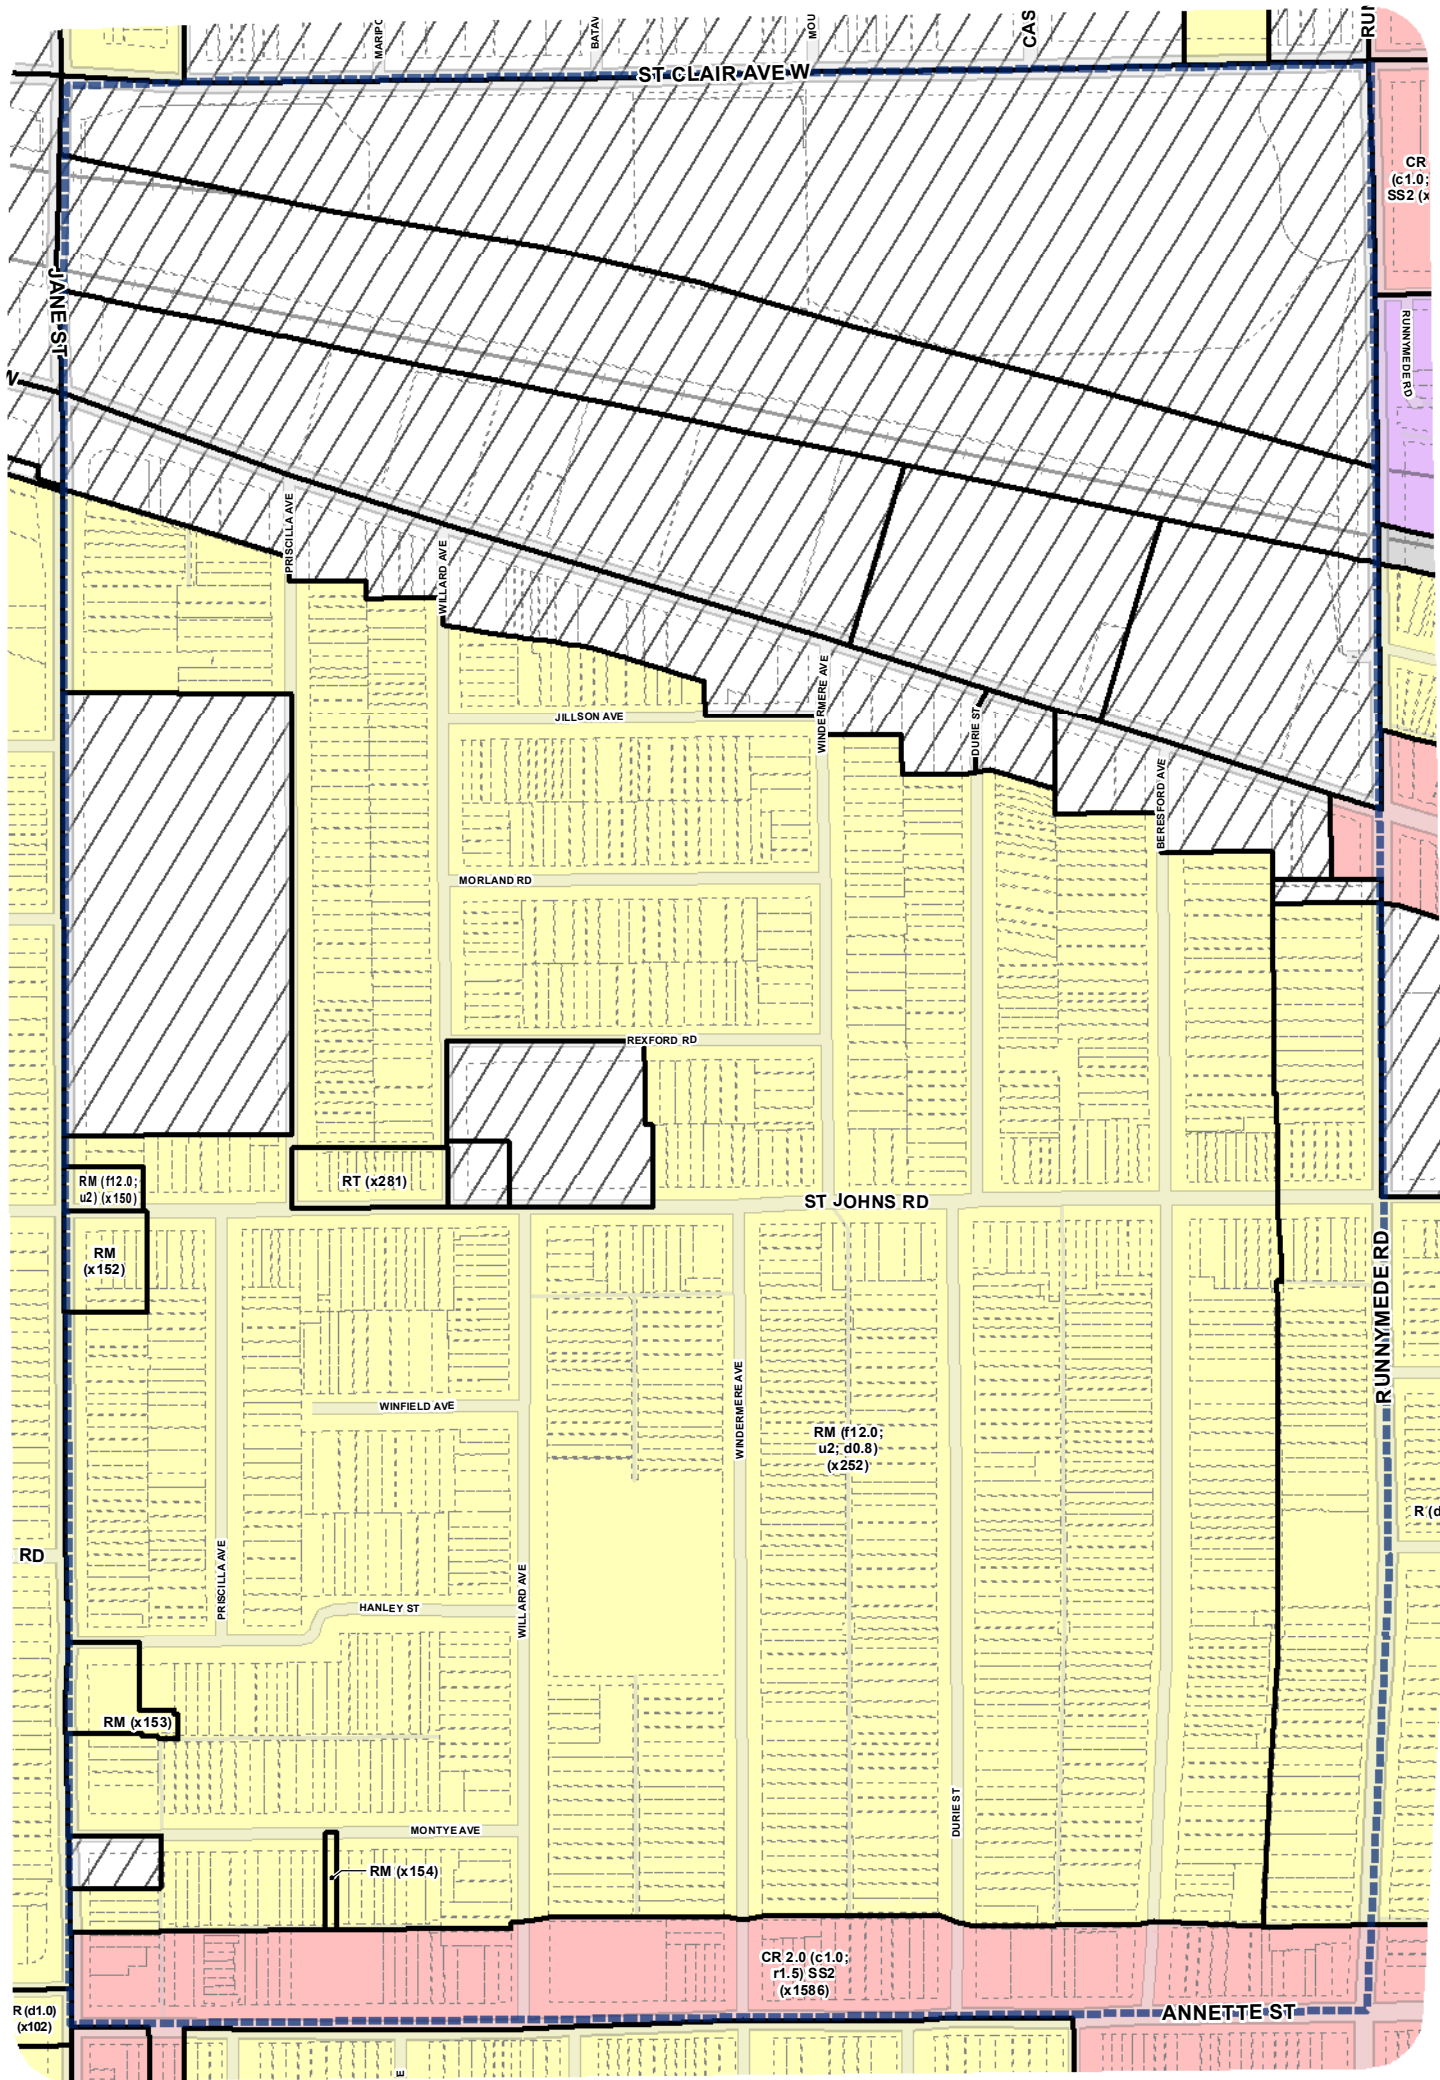 MARIPO
BATAV
MOU
CAS
RUN
ST CLAIR AVE W
CR
(c1.0;
SS2 (x
JANE ST
RUNNYMEDE RD
W
PRISCILLA AVE
WILLARD AVE
JILLSON AVE
WINDERMERE AVE
DURIE ST
BERESFORD AVE
MORLAND RD
REXFORD RD
RM (f12.0;
u2) (x150)
RT (x281)
ST JOHNS RD
RM
(x152)
RUNNYMEDE RD
WINFIELD AVE
WINDERMERE AVE
RM (f12.0;
u2; d0.8)
(x252)
R (d
RD
PRISCILLA AVE
WILLARD AVE
HANLEY ST
RM (x153)
DURIE ST
MONTYE AVE
RM (x154)
CR 2.0 (c1.0;
r1.5) SS2
(x1586)
R (d1.0)
(x102)
ANNETTE ST
E